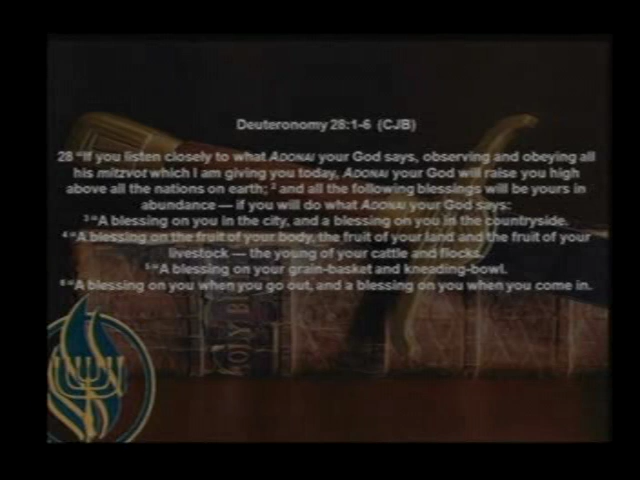 Deuteronomy 28:1-6 (CJB)
28 “If you listen closely to what ADONAI your God says, observing and obeying all
his mitzvot which I am giving you today, ADONAI your God will raise you high
above all the nations on earth; 2 and all the following blessings will be yours in
abundance — if you will do what ADONAI your God says:
3 “A blessing on you in the city, and a blessing on you in the countryside.
4 “A blessing on the fruit of your body, the fruit of your land and the fruit of your
livestock — the young of your cattle and flocks.
5 “A blessing on your grain-basket and kneading-bowl.
6 “A blessing on you when you go out, and a blessing on you when you come in.
HOLY BI